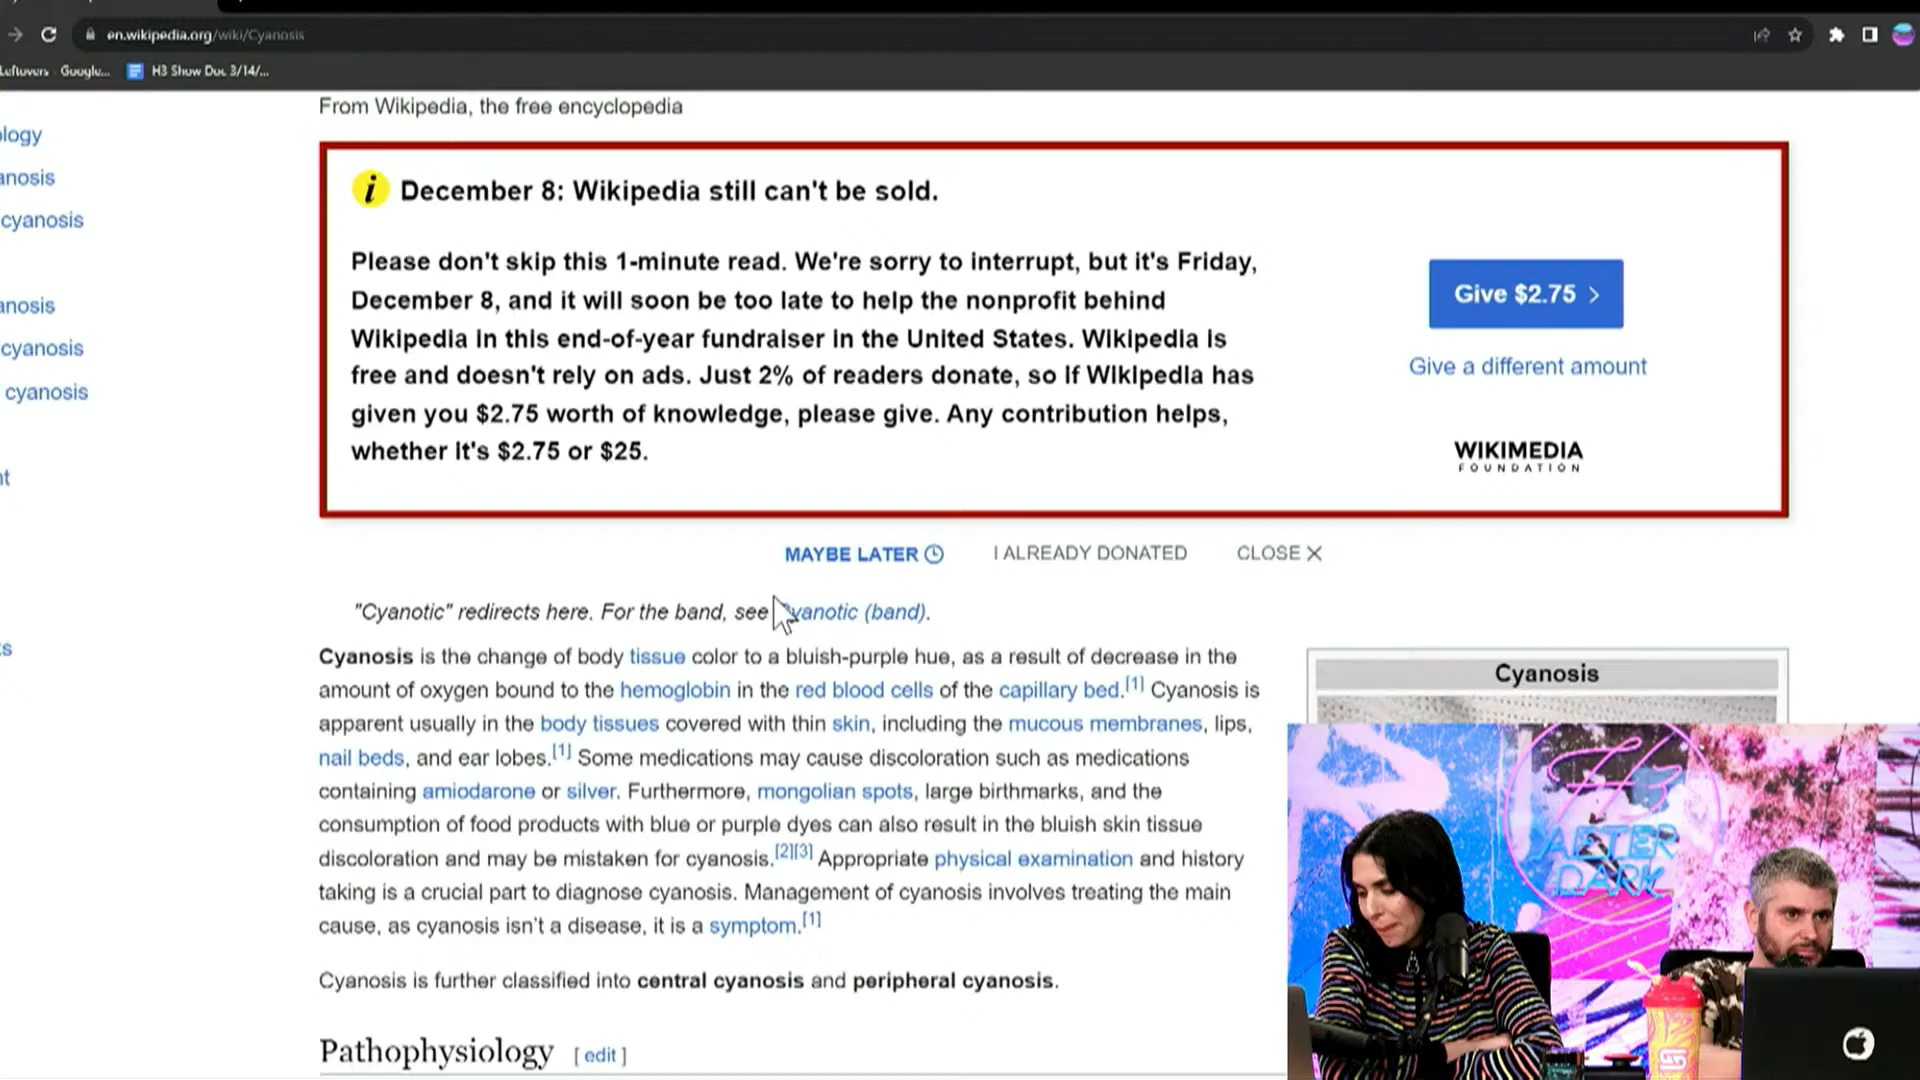 en.wikipedia.org/wiki/Cyanosis
Leftovers - Google... H3 Show Doc 3/14/...
From Wikipedia, the free encyclopedia
ology
anosis
cyanosis
anosis
cyanosis
cyanosis
nt
ts
i December 8: Wikipedia still can't be sold.
Please don't skip this 1-minute read. We're sorry to interrupt, but it's Friday,
December 8, and it will soon be too late to help the nonprofit behind
Wikipedia in this end-of-year fundraiser in the United States. Wikipedia is
free and doesn't rely on ads. Just 2% of readers donate, so if Wikipedia has
given you $2.75 worth of knowledge, please give. Any contribution helps,
whether it's $2.75 or $25.
Give $2.75 >
Give a different amount
WIKIMEDIA
FOUNDATION
MAYBE LATER I ALREADY DONATED CLOSE X
"Cyanotic" redirects here. For the band, see Cyanotic (band).
Cyanosis is the change of body tissue color to a bluish-purple hue, as a result of decrease in the
amount of oxygen bound to the hemoglobin in the red blood cells of the capillary bed.[1] Cyanosis is
apparent usually in the body tissues covered with thin skin, including the mucous membranes, lips,
nail beds, and ear lobes.[1] Some medications may cause discoloration such as medications
containing amiodarone or silver. Furthermore, mongolian spots, large birthmarks, and the
consumption of food products with blue or purple dyes can also result in the bluish skin tissue
discoloration and may be mistaken for cyanosis.[2][3] Appropriate physical examination and history
taking is a crucial part to diagnose cyanosis. Management of cyanosis involves treating the main
cause, as cyanosis isn't a disease, it is a symptom.[1]
Cyanosis is further classified into central cyanosis and peripheral cyanosis.
Pathophysiology [ edit ]
Cyanosis
H3
AFTER
DARK